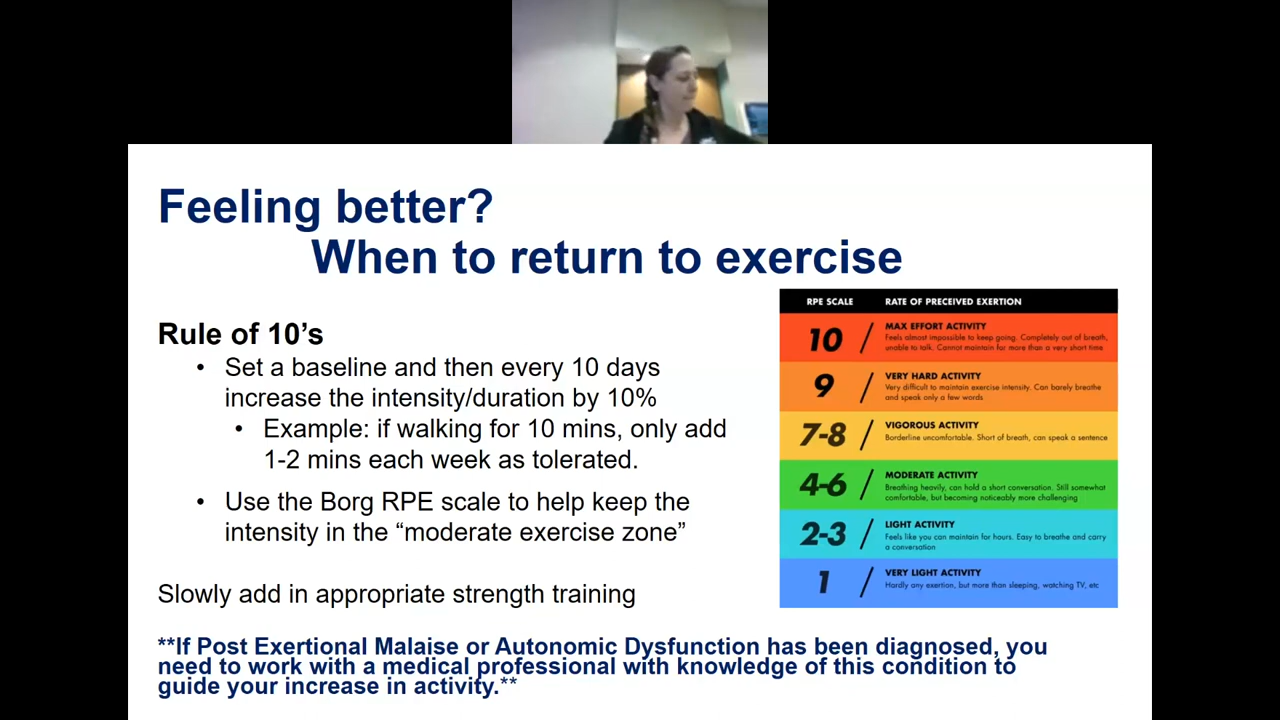 Feeling better?
When to return to exercise
Rule of 10’s
• Set a baseline and then every 10 days
increase the intensity/duration by 10%
• Example: if walking for 10 mins, only add
1-2 mins each week as tolerated.
• Use the Borg RPE scale to help keep the
intensity in the “moderate exercise zone”
Slowly add in appropriate strength training
**If Post Exertional Malaise or Autonomic Dysfunction has been diagnosed, you
need to work with a medical professional with knowledge of this condition to
guide your increase in activity.**
RPE SCALE RATE OF PERCEIVED EXERTION
10 / MAX EFFORT ACTIVITY
Feels almost impossible to keep going. Completely out of breath,
unable to talk. Cannot maintain for more than a very short time
9 / VERY HARD ACTIVITY
Very difficult to maintain exercise intensity. Can barely breathe
and speak only a few words
7-8 / VIGOROUS ACTIVITY
Borderline uncomfortable. Short of breath, can speak a sentence
4-6 / MODERATE ACTIVITY
Breathing heavily, can hold a short conversation. Still somewhat
comfortable, but becoming noticeably more challenging
2-3 / LIGHT ACTIVITY
Feels like you can maintain for hours. Easy to breathe and carry
a conversation
1 / VERY LIGHT ACTIVITY
Hardly any exertion, but more than sleeping, watching TV, etc